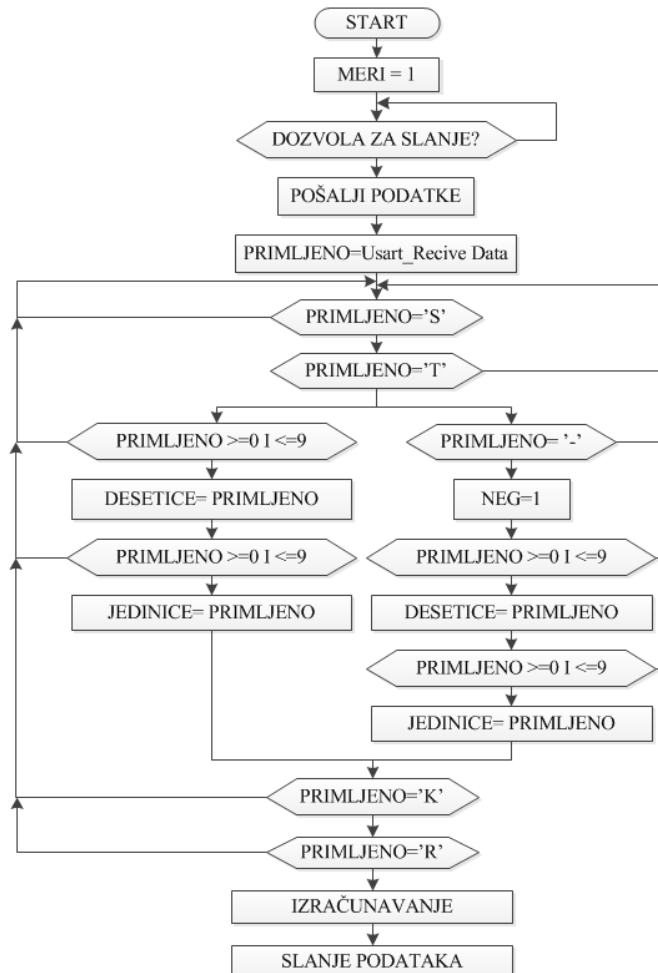 START
MERI = 1
DOZVOLA ZA SLANJE?
POŠALJI PODATKE
PRIMLJENO=Usart_Recive Data
PRIMLJENO='S'
PRIMLJENO='T'
PRIMLJENO >=0 I <=9
PRIMLJENO= '-'
DESETICE= PRIMLJENO
NEG=1
PRIMLJENO >=0 I <=9
PRIMLJENO >=0 I <=9
JEDINICE= PRIMLJENO
DESETICE= PRIMLJENO
PRIMLJENO >=0 I <=9
JEDINICE= PRIMLJENO
PRIMLJENO='K'
PRIMLJENO='R'
IZRAČUNAVANJE
SLANJE PODATAKA